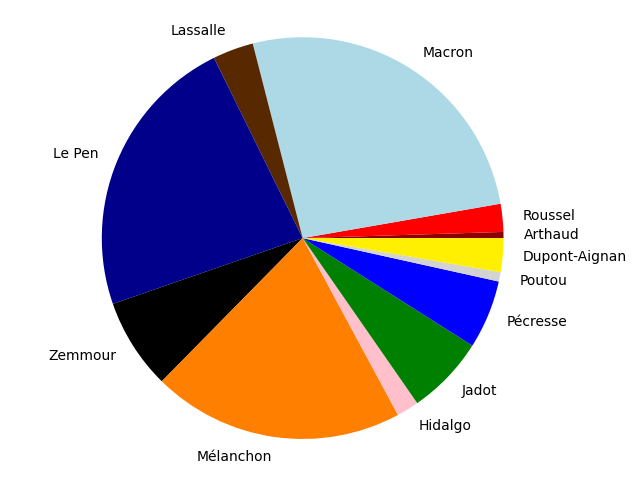 Lassalle
Macron
Le Pen
Roussel
Arthaud
Dupont-Aignan
Poutou
Pécresse
Zemmour
Jadot
Hidalgo
Mélanchon